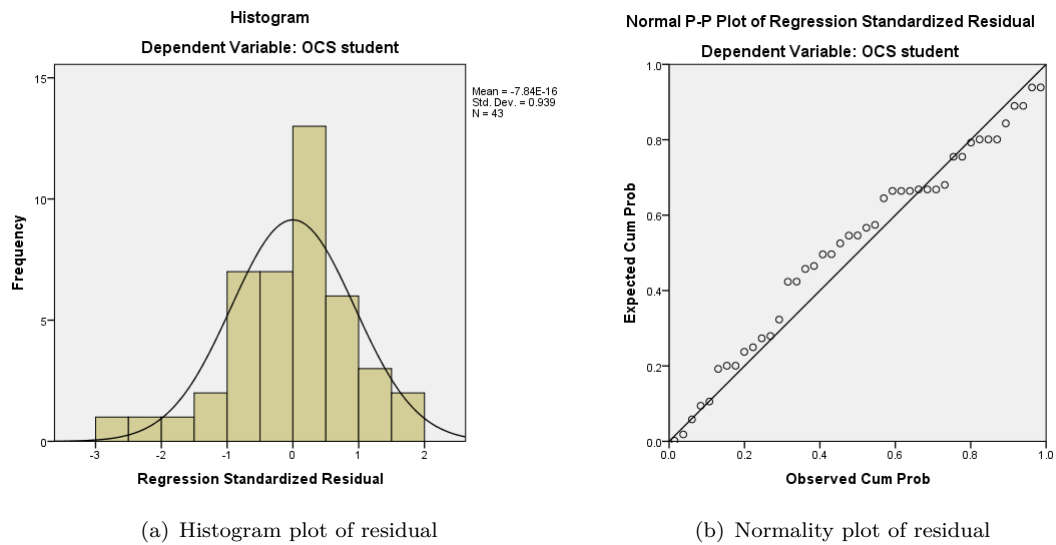 Histogram
Dependent Variable: OCS student
Mean = -7.84E-16
Std. Dev. = 0.939
N = 43
15
10
5
0
Frequency
-3 -2 -1 0 1 2
Regression Standardized Residual
(a) Histogram plot of residual
Normal P-P Plot of Regression Standardized Residual
Dependent Variable: OCS student
1.0
0.8
0.6
0.4
0.2
0.0
Expected Cum Prob
0.0 0.2 0.4 0.6 0.8 1.0
Observed Cum Prob
(b) Normality plot of residual